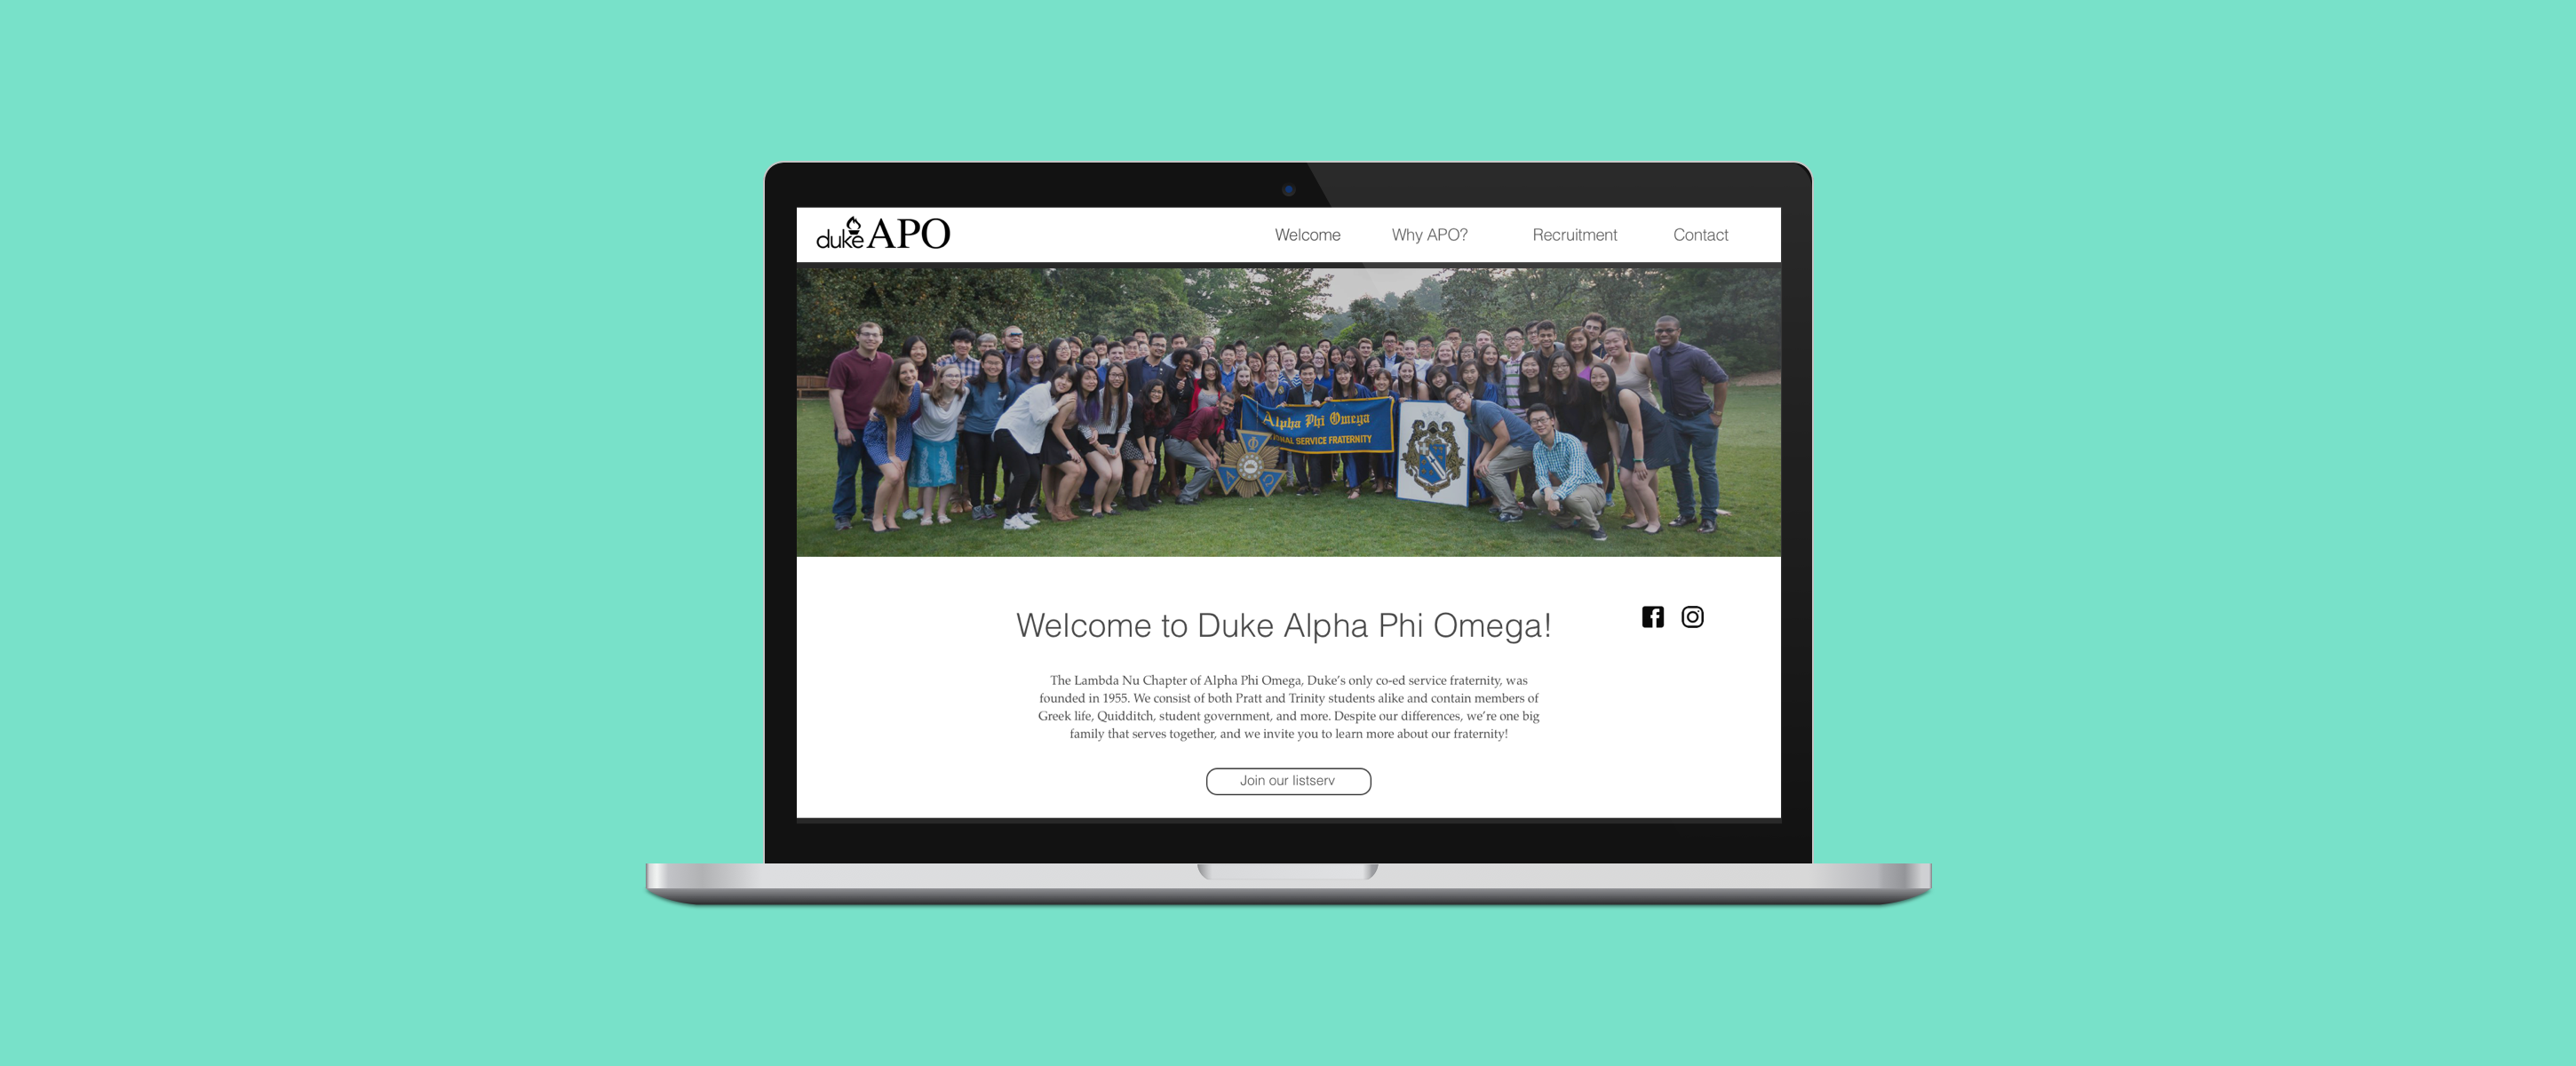 duke APO
Welcome Why APO? Recruitment Contact
Alpha Phi Omega
NAL SERVICE FRATERNITY
Φ
Α Ω
Welcome to Duke Alpha Phi Omega!
The Lambda Nu Chapter of Alpha Phi Omega, Duke’s only co-ed service fraternity, was
founded in 1955. We consist of both Pratt and Trinity students alike and contain members of
Greek life, Quidditch, student government, and more. Despite our differences, we’re one big
family that serves together, and we invite you to learn more about our fraternity!
Join our listserv